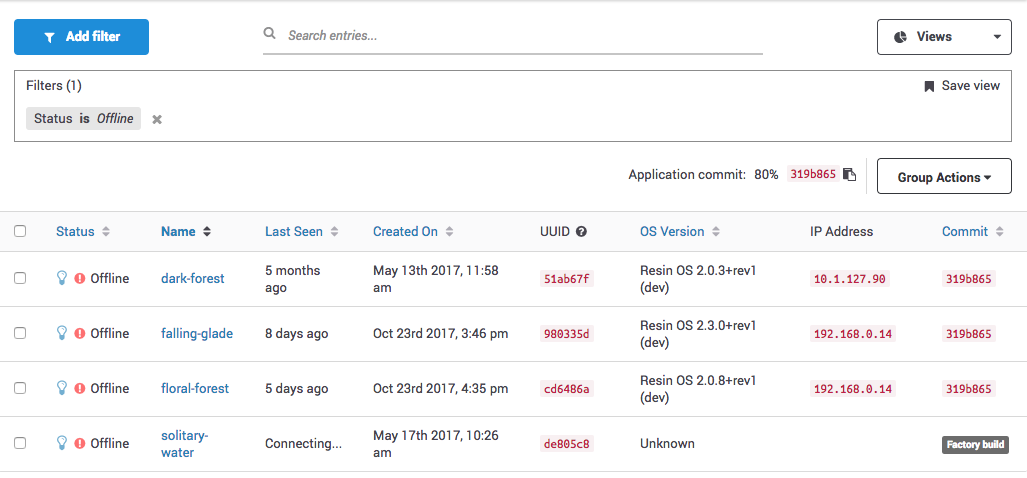 Add filter
Search entries...
Views
Filters (1)
Save view
Status is Offline
Application commit: 80% 319b865
Group Actions
Status Name Last Seen Created On UUID OS Version IP Address Commit
Offline dark-forest 5 months ago May 13th 2017, 11:58 am 51ab67f Resin OS 2.0.3+rev1 (dev) 10.1.127.90 319b865
Offline falling-glade 8 days ago Oct 23rd 2017, 3:46 pm 980335d Resin OS 2.3.0+rev1 (dev) 192.168.0.14 319b865
Offline floral-forest 5 days ago Oct 23rd 2017, 4:35 pm cd6486a Resin OS 2.0.8+rev1 (dev) 192.168.0.14 319b865
Offline solitary-water Connecting... May 17th 2017, 10:26 am de805c8 Unknown Factory build